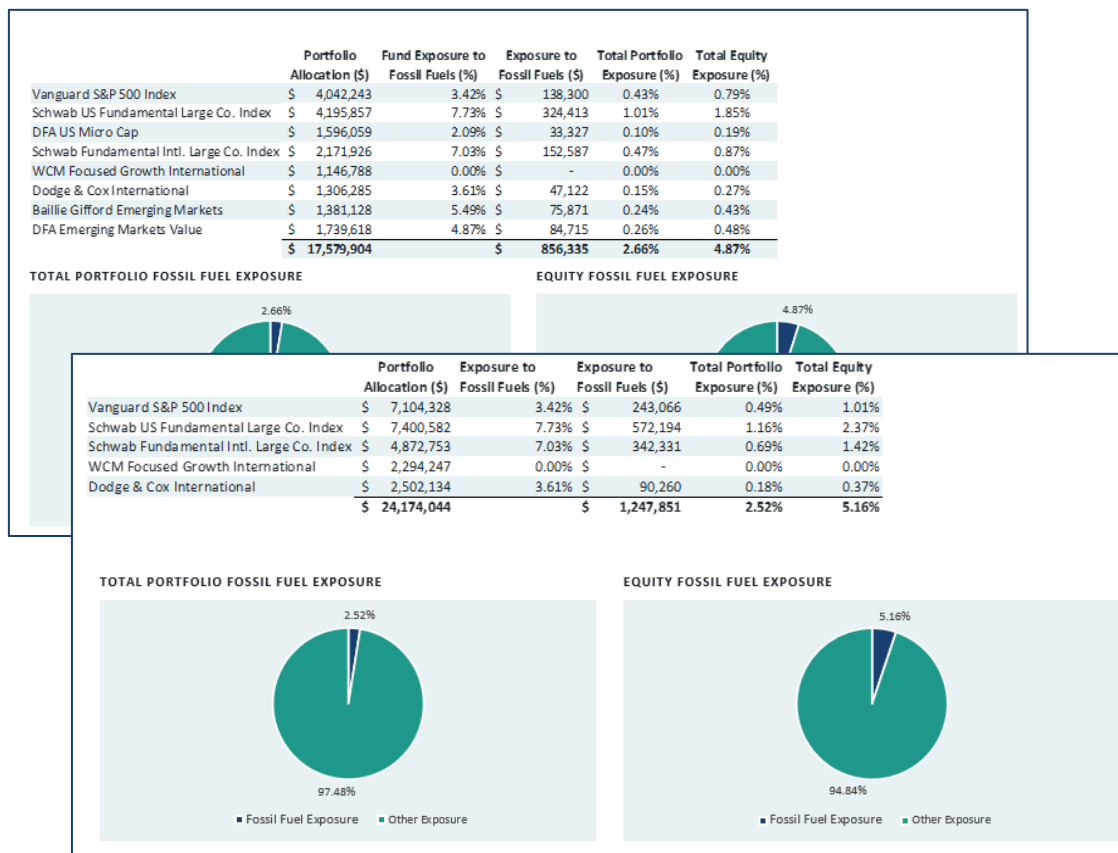 Portfolio Fund Exposure to Exposure to Total Portfolio Total Equity
Allocation ($) Fossil Fuels (%) Fossil Fuels ($) Exposure (%) Exposure (%)
Vanguard S&P 500 Index $ 4,042,243 3.42% $ 138,300 0.43% 0.79%
Schwab US Fundamental Large Co. Index $ 4,195,857 7.73% $ 324,413 1.01% 1.85%
DFA US Micro Cap $ 1,596,059 2.09% $ 33,327 0.10% 0.19%
Schwab Fundamental Intl. Large Co. Index $ 2,171,926 7.03% $ 152,587 0.47% 0.87%
WCM Focused Growth International $ 1,146,788 0.00% $ - 0.00% 0.00%
Dodge & Cox International $ 1,306,285 3.61% $ 47,122 0.15% 0.27%
Baillie Gifford Emerging Markets $ 1,381,128 5.49% $ 75,871 0.24% 0.43%
DFA Emerging Markets Value $ 1,739,618 4.87% $ 84,715 0.26% 0.48%
$ 17,579,904 $ 856,335 2.66% 4.87%
TOTAL PORTFOLIO FOSSIL FUEL EXPOSURE EQUITY FOSSIL FUEL EXPOSURE
2.66% 4.87%
Portfolio Exposure to Exposure to Total Portfolio Total Equity
Allocation ($) Fossil Fuels (%) Fossil Fuels ($) Exposure (%) Exposure (%)
Vanguard S&P 500 Index $ 7,104,328 3.42% $ 243,066 0.49% 1.01%
Schwab US Fundamental Large Co. Index $ 7,400,582 7.73% $ 572,194 1.16% 2.37%
Schwab Fundamental Intl. Large Co. Index $ 4,872,753 7.03% $ 342,331 0.69% 1.42%
WCM Focused Growth International $ 2,294,247 0.00% $ - 0.00% 0.00%
Dodge & Cox International $ 2,502,134 3.61% $ 90,260 0.18% 0.37%
$ 24,174,044 $ 1,247,851 2.52% 5.16%
TOTAL PORTFOLIO FOSSIL FUEL EXPOSURE EQUITY FOSSIL FUEL EXPOSURE
2.52% 5.16%
97.48% 94.84%
Fossil Fuel Exposure Other Exposure Fossil Fuel Exposure Other Exposure